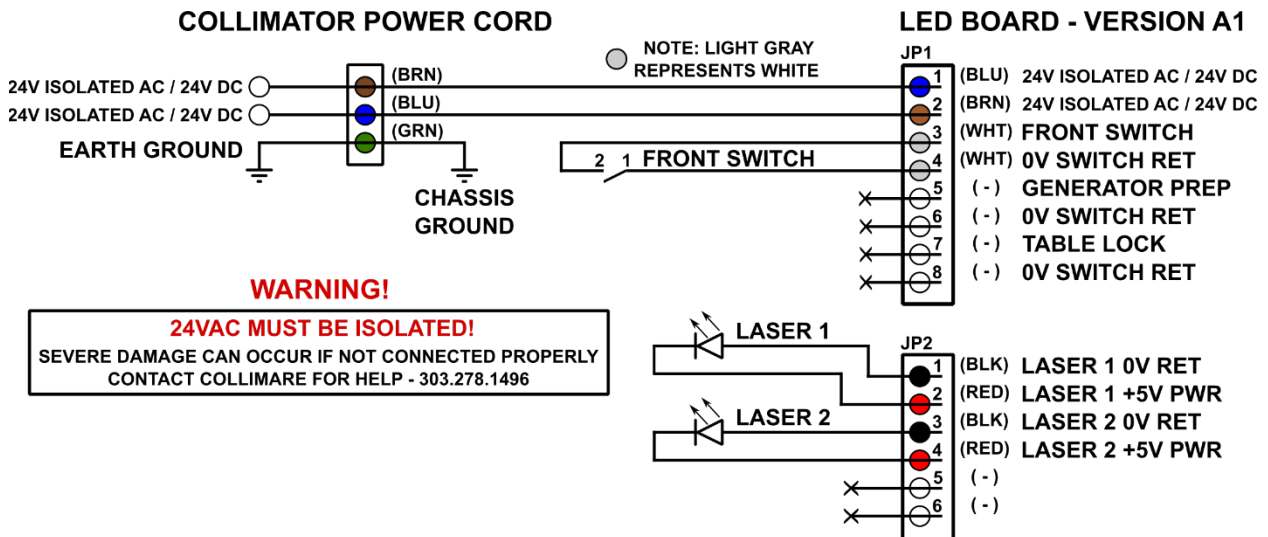 COLLIMATOR POWER CORD
LED BOARD - VERSION A1
NOTE: LIGHT GRAY
REPRESENTS WHITE
24V ISOLATED AC / 24V DC
24V ISOLATED AC / 24V DC
EARTH GROUND
(BRN)
(BLU)
(GRN)
CHASSIS
GROUND
2 1 FRONT SWITCH
JP1
1 (BLU) 24V ISOLATED AC / 24V DC
2 (BRN) 24V ISOLATED AC / 24V DC
3 (WHT) FRONT SWITCH
4 (WHT) 0V SWITCH RET
5 ( - ) GENERATOR PREP
6 ( - ) 0V SWITCH RET
7 ( - ) TABLE LOCK
8 ( - ) 0V SWITCH RET
WARNING!
24VAC MUST BE ISOLATED!
SEVERE DAMAGE CAN OCCUR IF NOT CONNECTED PROPERLY
CONTACT COLLIMARE FOR HELP - 303.278.1496
LASER 1
LASER 2
JP2
1 (BLK) LASER 1 0V RET
2 (RED) LASER 1 +5V PWR
3 (BLK) LASER 2 0V RET
4 (RED) LASER 2 +5V PWR
5 ( - )
6 ( - )